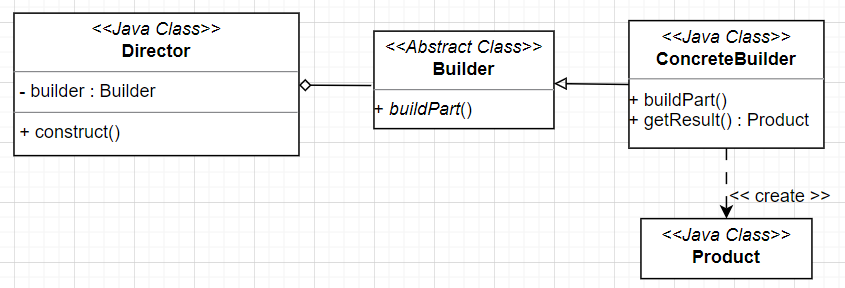 <<Java Class>>
Director
- builder : Builder
+ construct()
<<Abstract Class>>
Builder
+ buildPart()
<<Java Class>>
ConcreteBuilder
+ buildPart()
+ getResult() : Product
<< create >>
<<Java Class>>
Product